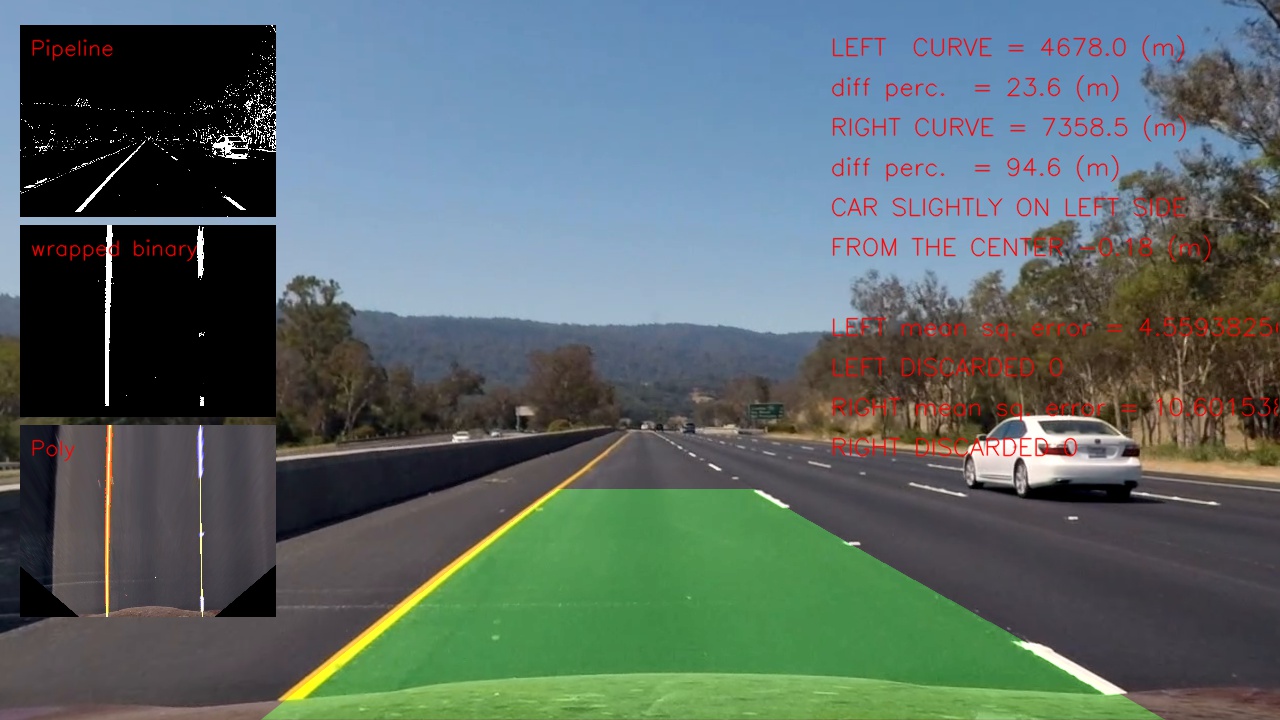 Pipeline
wrapped binary
Poly
LEFT CURVE = 4678.0 (m)
diff perc. = 23.6 (m)
RIGHT CURVE = 7358.5 (m)
diff perc. = 94.6 (m)
CAR SLIGHTLY ON LEFT SIDE
FROM THE CENTER -0.18 (m)
LEFT mean sq. error = 4.5593825
LEFT DISCARDED 0
RIGHT mean sq. error = 10.601538
RIGHT DISCARDED 0